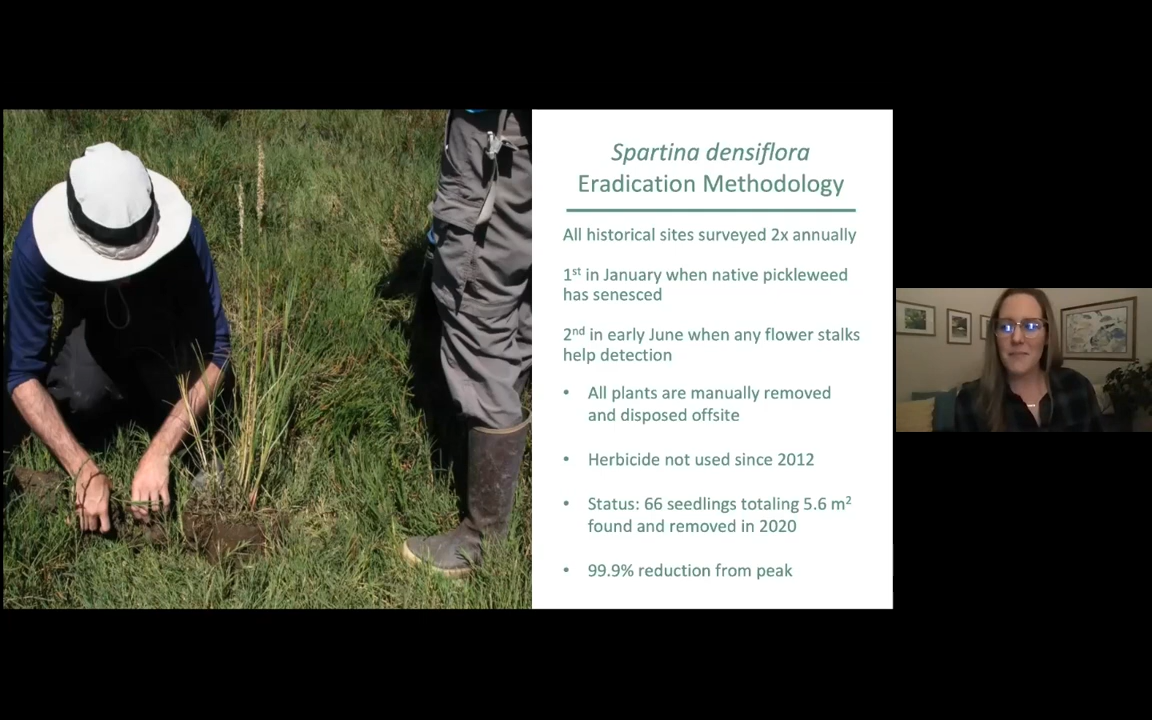 Spartina densiflora
Eradication Methodology
All historical sites surveyed 2x annually
1st in January when native pickleweed
has senesced
2nd in early June when any flower stalks
help detection
• All plants are manually removed
and disposed offsite
• Herbicide not used since 2012
• Status: 66 seedlings totaling 5.6 m²
found and removed in 2020
• 99.9% reduction from peak